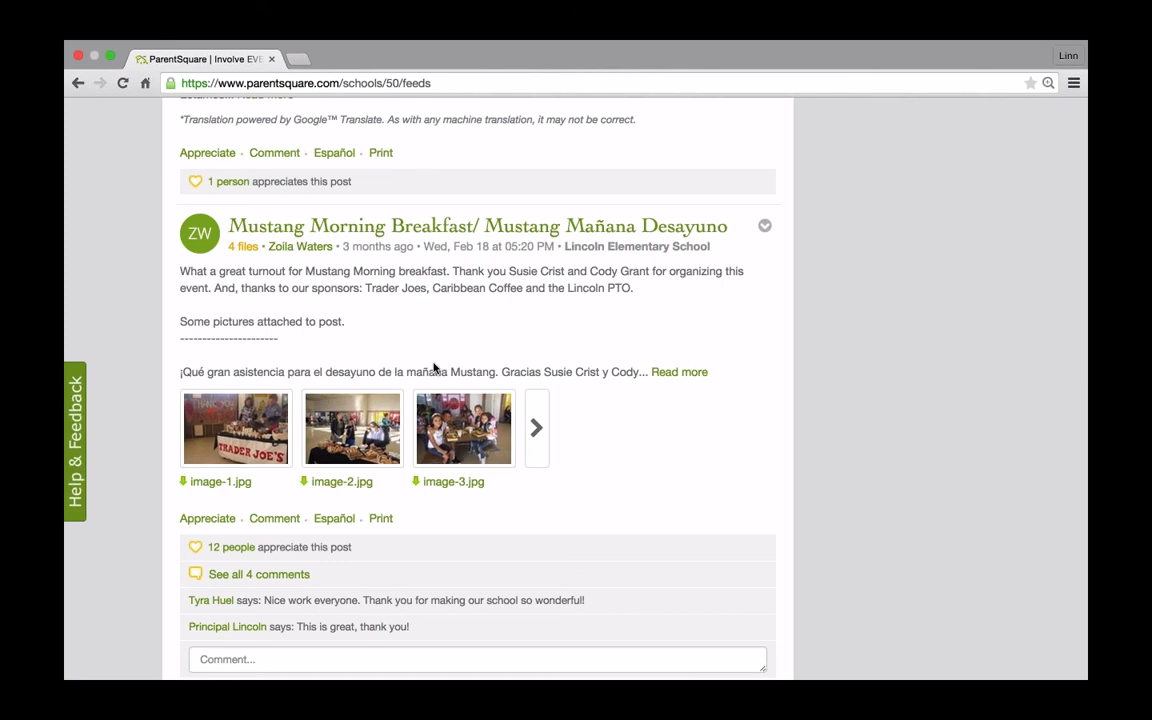 ParentSquare | Involve EVE
Linn
https://www.parentsquare.com/schools/50/feeds
*Translation powered by Google™ Translate. As with any machine translation, it may not be correct.
Appreciate · Comment · Español · Print
1 person appreciates this post
ZW
Mustang Morning Breakfast/ Mustang Mañana Desayuno
4 files • Zoila Waters • 3 months ago • Wed, Feb 18 at 05:20 PM • Lincoln Elementary School
What a great turnout for Mustang Morning breakfast. Thank you Susie Crist and Cody Grant for organizing this
event. And, thanks to our sponsors: Trader Joes, Caribbean Coffee and the Lincoln PTO.
Some pictures attached to post.
----------------------
¡Qué gran asistencia para el desayuno de la mañana Mustang. Gracias Susie Crist y Cody... Read more
TRADER JOE'S
image-1.jpg image-2.jpg image-3.jpg
Appreciate · Comment · Español · Print
12 people appreciate this post
See all 4 comments
Tyra Huel says: Nice work everyone. Thank you for making our school so wonderful!
Principal Lincoln says: This is great, thank you!
Comment...
Help & Feedback